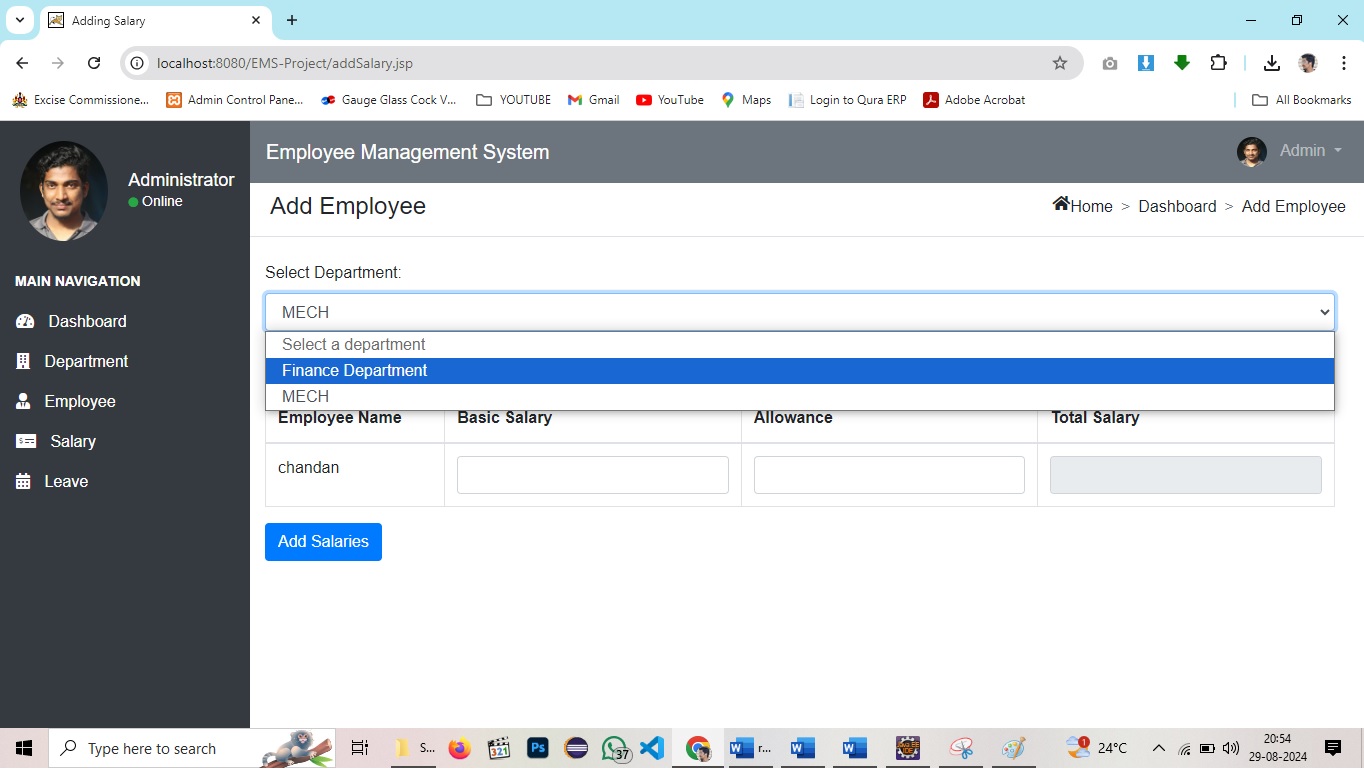 Adding Salary
localhost:8080/EMS-Project/addSalary.jsp
Excise Commissione... Admin Control Pane... Gauge Glass Cock V... YOUTUBE Gmail YouTube Maps Login to Qura ERP Adobe Acrobat All Bookmarks
Administrator
Online
MAIN NAVIGATION
Dashboard
Department
Employee
Salary
Leave
Employee Management System Admin
Add Employee Home > Dashboard > Add Employee
Select Department:
MECH
Select a department
Finance Department
MECH
Employee Name Basic Salary Allowance Total Salary
chandan
Add Salaries
Type here to search S... 321 Ps 37 r... 1 24°C 20:54
29-08-2024